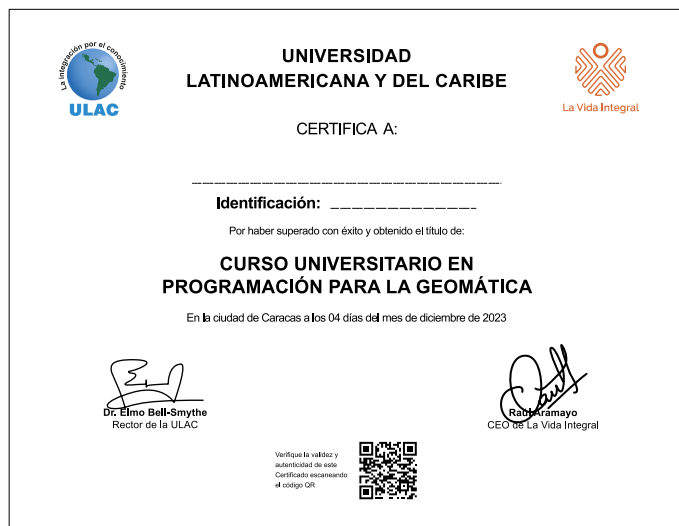 La integración por el conocimiento
ULAC
UNIVERSIDAD
LATINOAMERICANA Y DEL CARIBE
La Vida Integral
CERTIFICA A:
Identificación:
Por haber superado con éxito y obtenido el título de:
CURSO UNIVERSITARIO EN
PROGRAMACIÓN PARA LA GEOMÁTICA
En la ciudad de Caracas a los 04 días del mes de diciembre de 2023
Dr. Elmo Bell-Smythe
Rector de la ULAC
Raúl Aramayo
CEO de La Vida Integral
Verifique la validez y
autenticidad de este
Certificado escaneando
el código QR